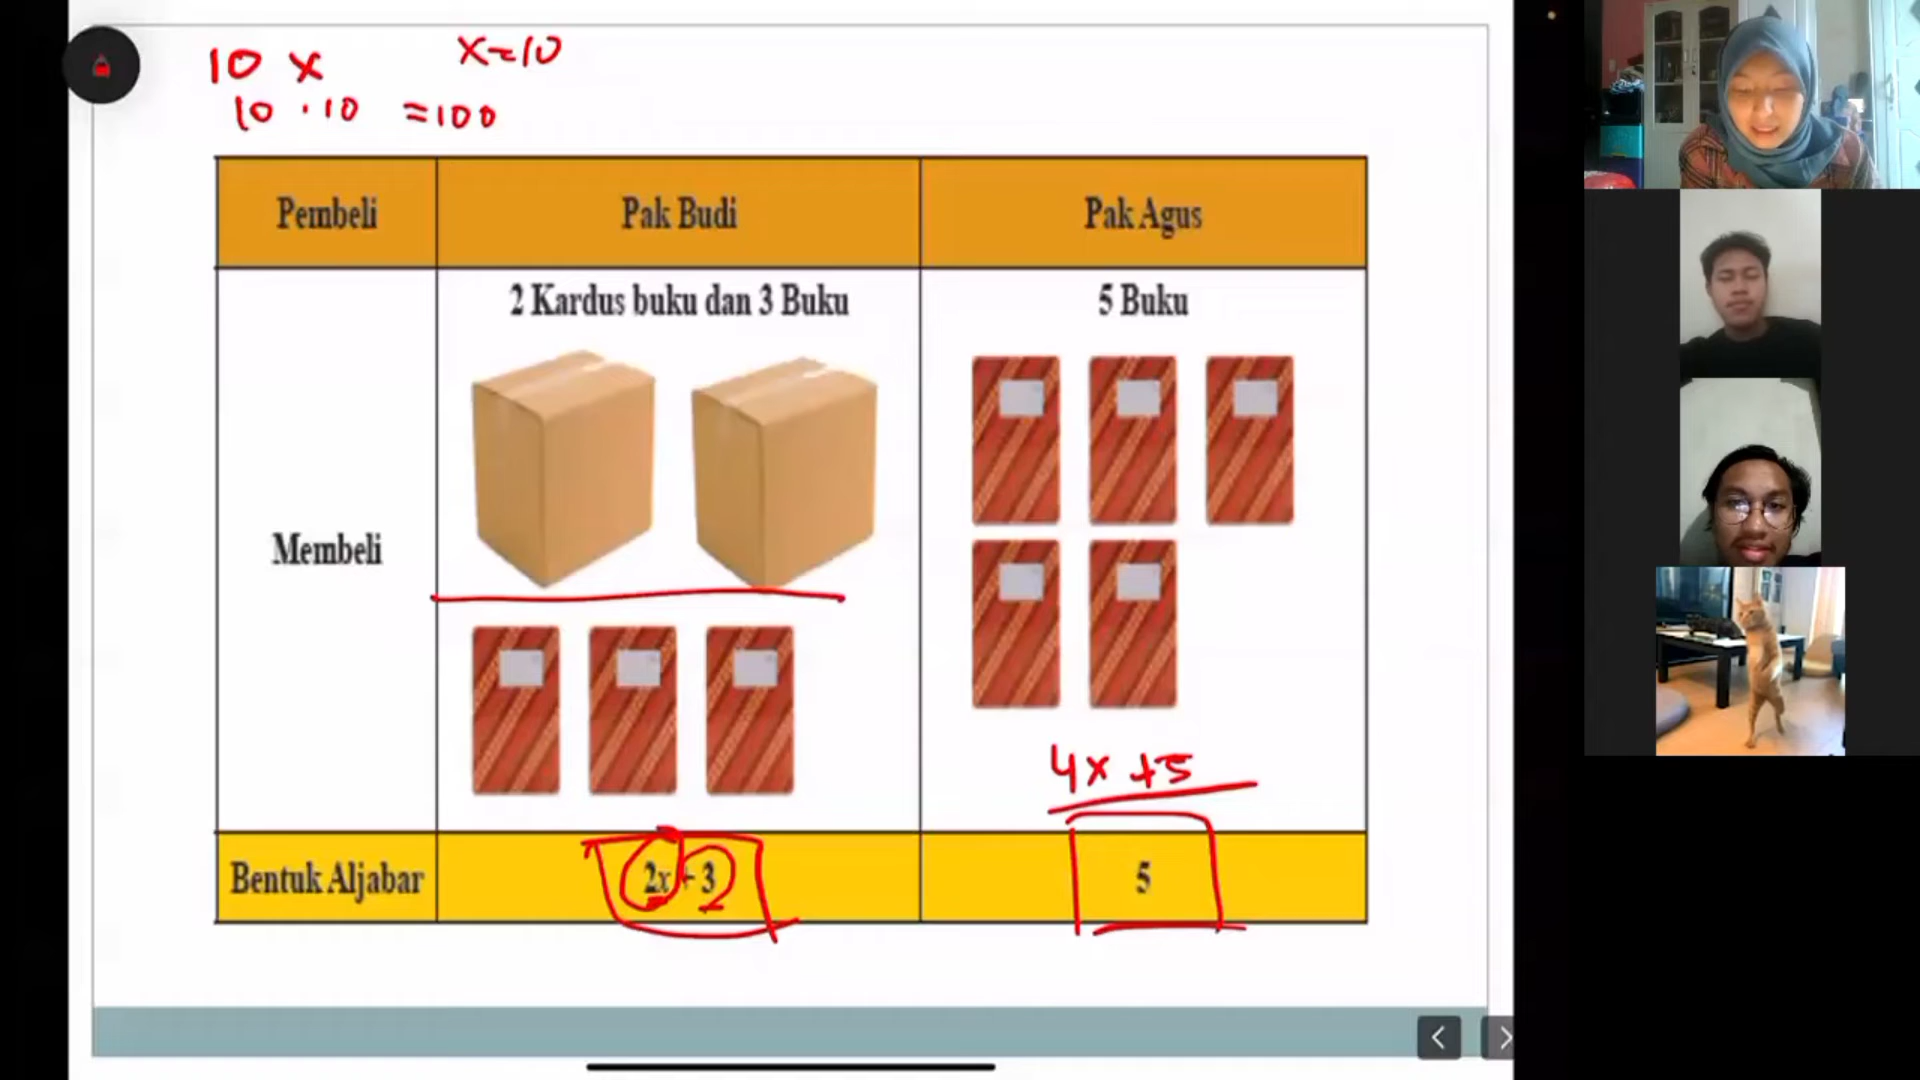 10 x
x=10
10 · 10 =100
Pembeli
Pak Budi
Pak Agus
Membeli
2 Kardus buku dan 3 Buku
5 Buku
4x +5
Bentuk Aljabar
2x + 3
5